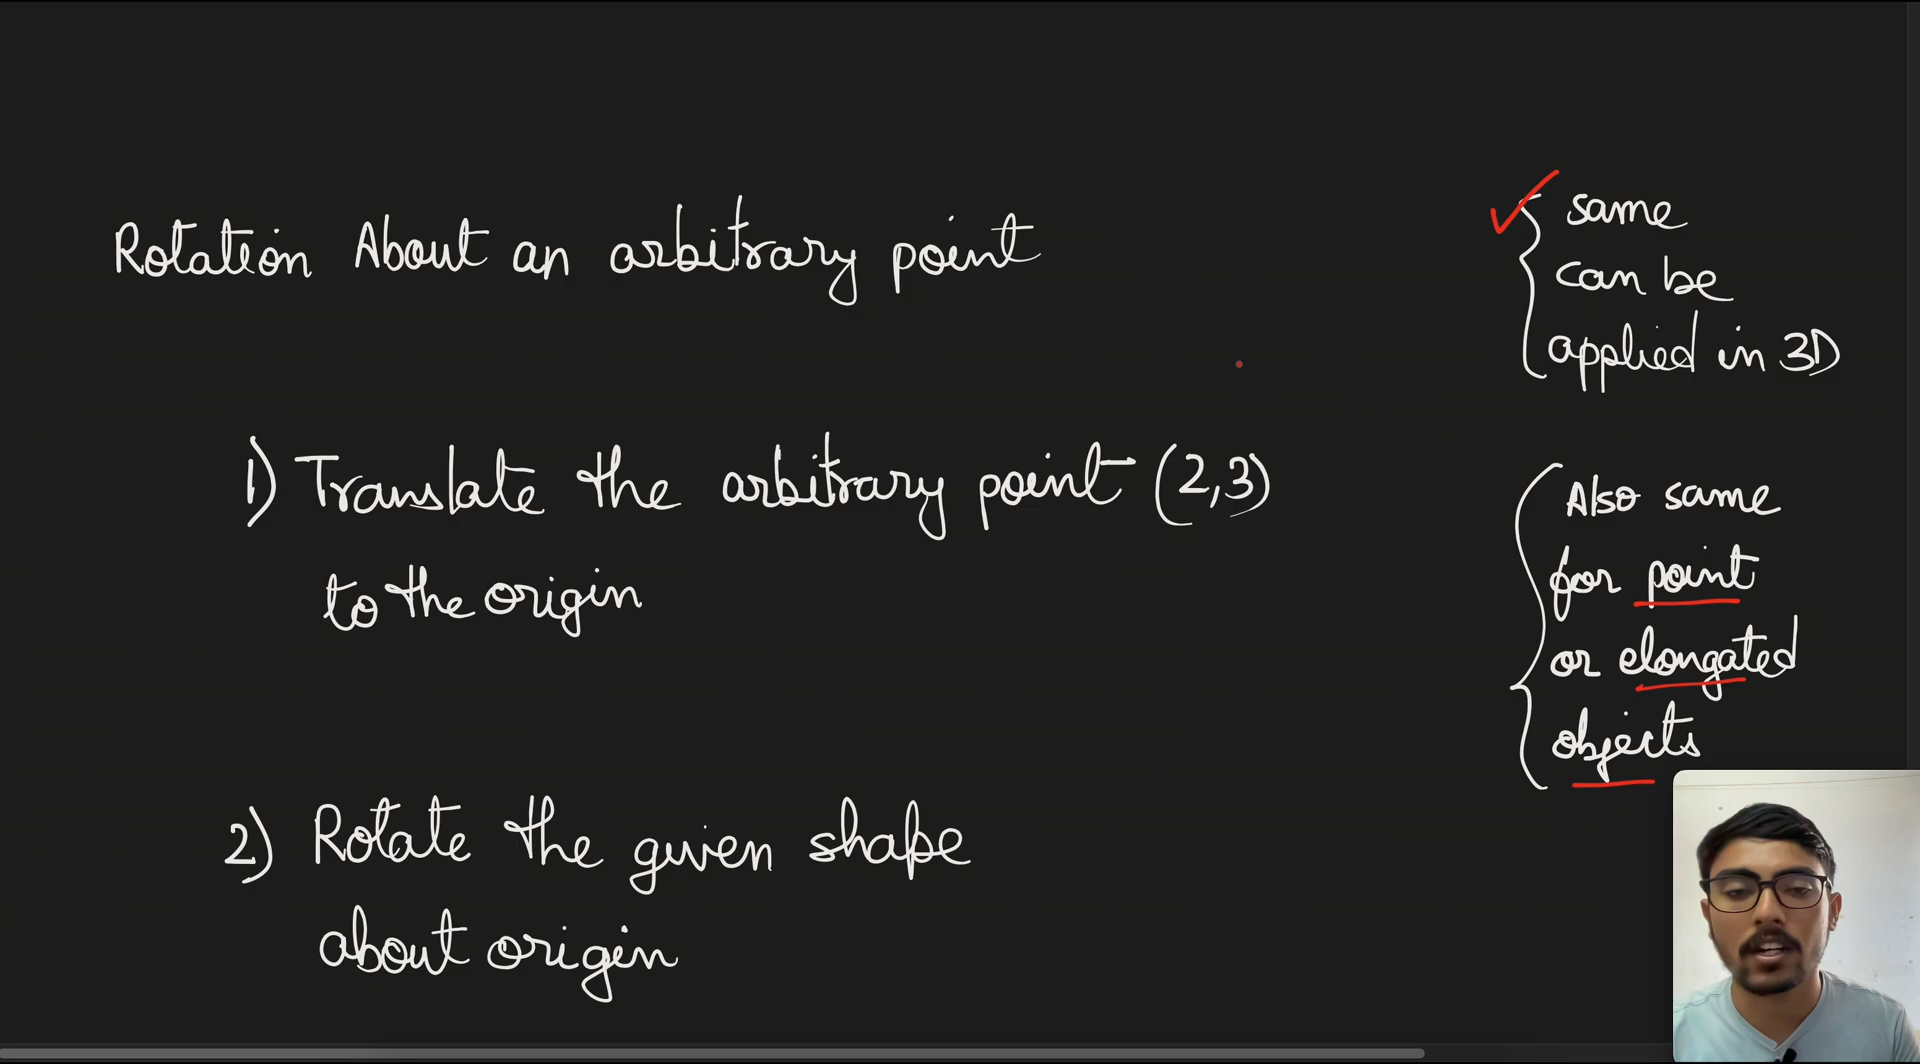 Rotation About an arbitrary point
1) Translate the arbitrary point (2,3)
to the origin
2) Rotate the given shape
about origin
same
can be
applied in 3D
Also same
for point
or elongated
objects